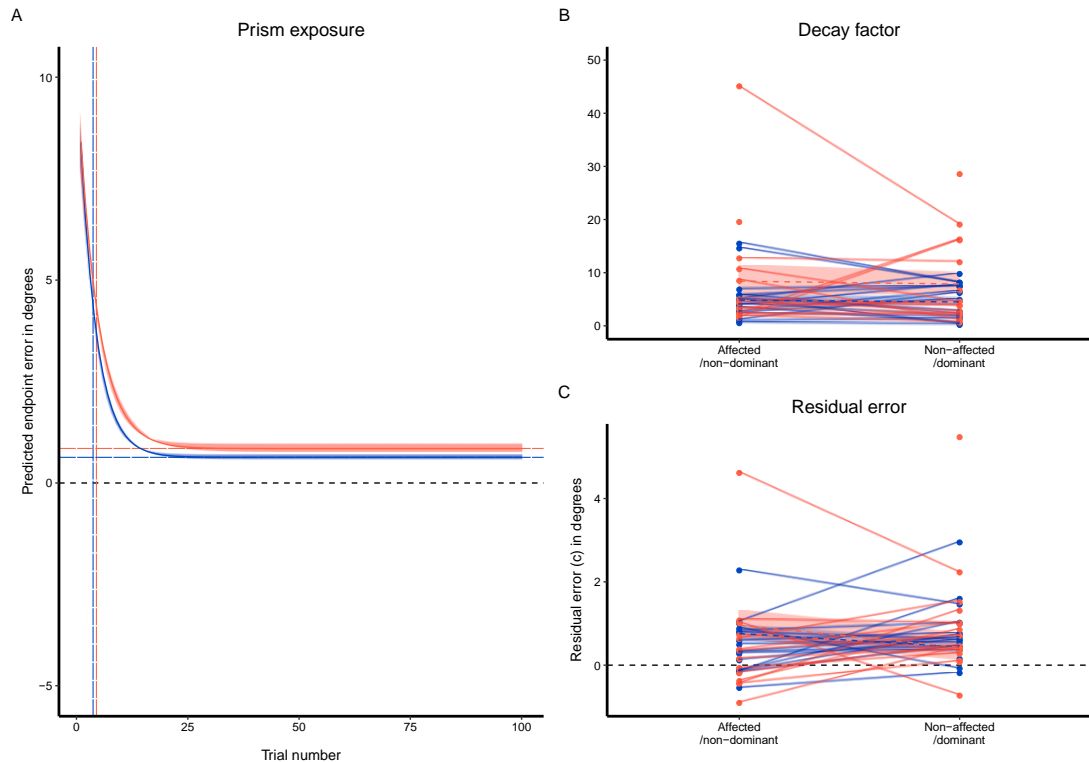 A
Prism exposure
Predicted endpoint error in degrees
10
5
0
−5
0
25
50
75
100
Trial number
B
Decay factor
50
40
30
20
10
0
Affected
/non−dominant
Non−affected
/dominant
C
Residual error
Residual error (c) in degrees
4
2
0
Affected
/non−dominant
Non−affected
/dominant